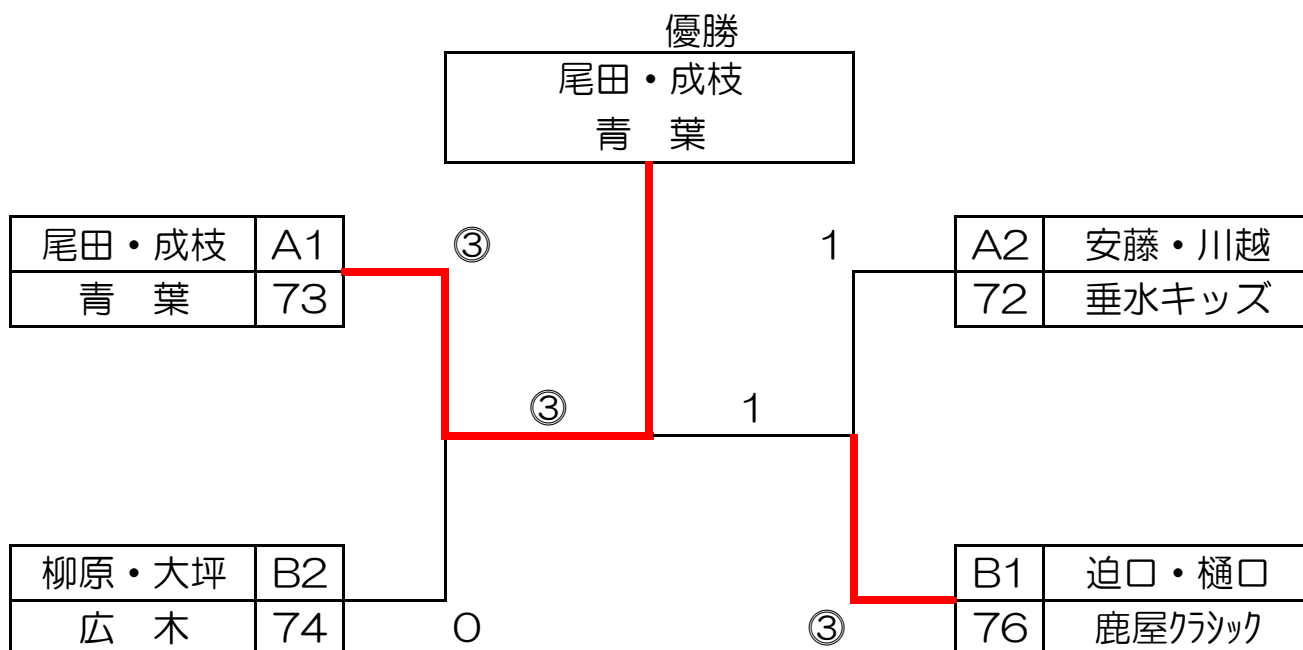 優勝
尾田・成枝
青 葉
尾田・成枝 A1 ③ 1 A2 安藤・川越
青 葉 73 72 垂水キッズ
③ 1
柳原・大坪 B2 B1 迫口・樋口
広 木 74 0 ③ 76 鹿屋クラシック